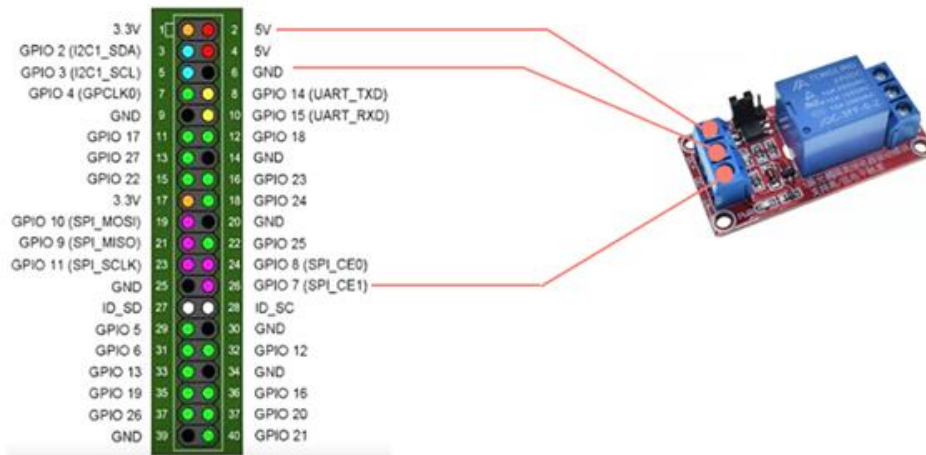 3.3V 1 2 5V
GPIO 2 (I2C1_SDA) 3 4 5V
GPIO 3 (I2C1_SCL) 5 6 GND
GPIO 4 (GPCLK0) 7 8 GPIO 14 (UART_TXD)
GND 9 10 GPIO 15 (UART_RXD)
GPIO 17 11 12 GPIO 18
GPIO 27 13 14 GND
GPIO 22 15 16 GPIO 23
3.3V 17 18 GPIO 24
GPIO 10 (SPI_MOSI) 19 20 GND
GPIO 9 (SPI_MISO) 21 22 GPIO 25
GPIO 11 (SPI_SCLK) 23 24 GPIO 8 (SPI_CE0)
GND 25 26 GPIO 7 (SPI_CE1)
ID_SD 27 28 ID_SC
GPIO 5 29 30 GND
GPIO 6 31 32 GPIO 12
GPIO 13 33 34 GND
GPIO 19 35 36 GPIO 16
GPIO 26 37 37 GPIO 20
GND 39 40 GPIO 21